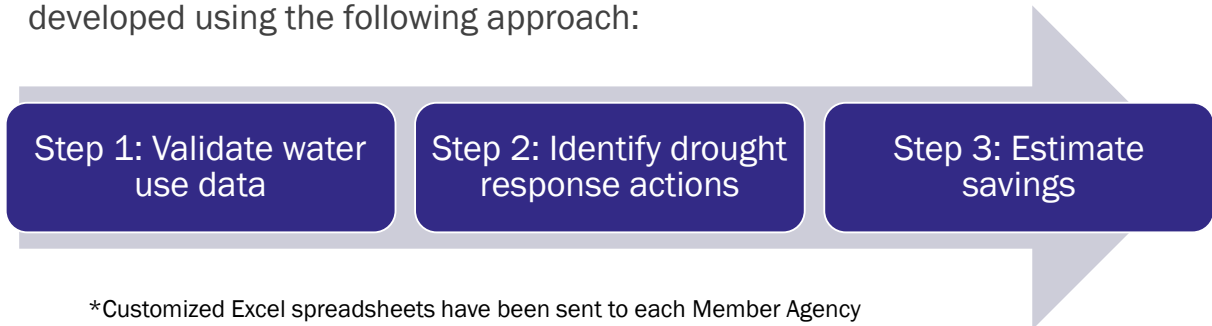 developed using the following approach:
Step 1: Validate water
use data
Step 2: Identify drought
response actions
Step 3: Estimate
savings
*Customized Excel spreadsheets have been sent to each Member Agency